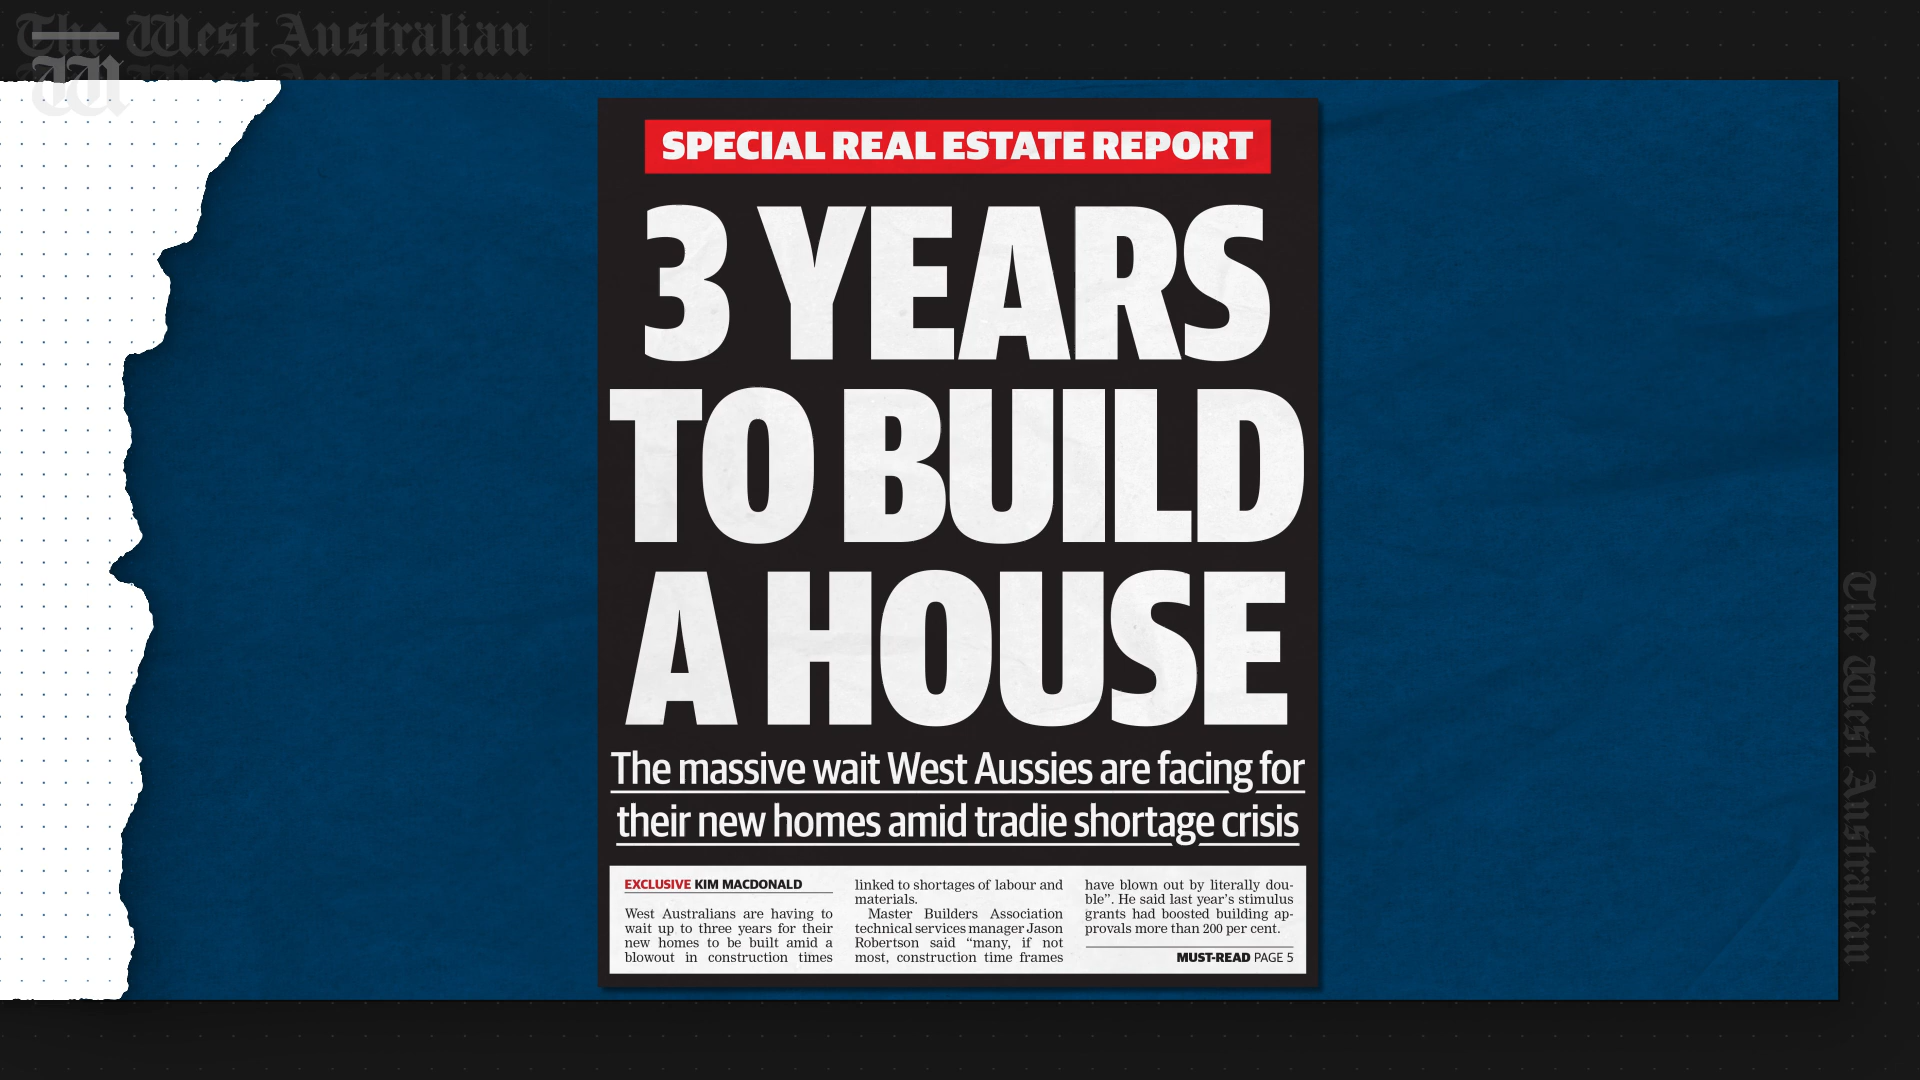 The West Australian
West Australian
W
SPECIAL REAL ESTATE REPORT
3 YEARS
TO BUILD
A HOUSE
The massive wait West Aussies are facing for
their new homes amid tradie shortage crisis
EXCLUSIVE KIM MACDONALD
West Australians are having to
wait up to three years for their
new homes to be built amid a
blowout in construction times
linked to shortages of labour and
materials.
Master Builders Association
technical services manager Jason
Robertson said “many, if not
most, construction time frames
have blown out by literally dou-
ble”. He said last year’s stimulus
grants had boosted building ap-
provals more than 200 per cent.
MUST-READ PAGE 5
The West Australian